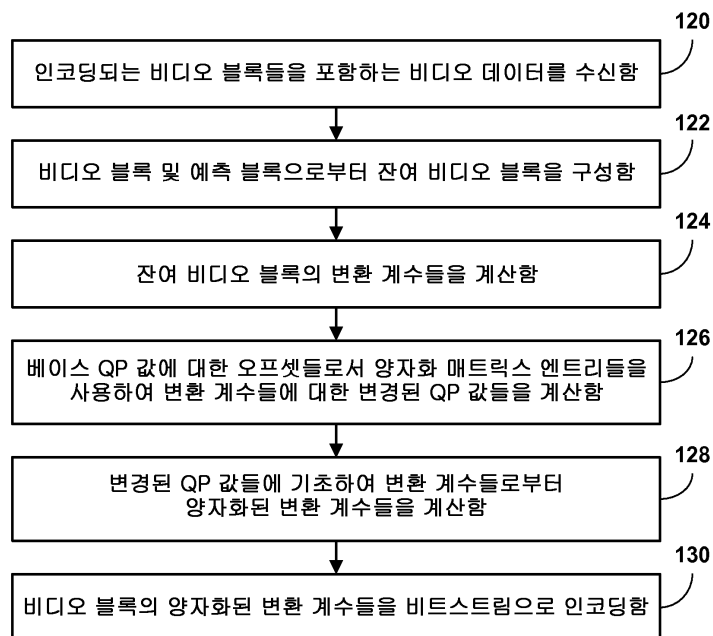 120
인코딩되는 비디오 블록들을 포함하는 비디오 데이터를 수신함
122
비디오 블록 및 예측 블록으로부터 잔여 비디오 블록을 구성함
124
잔여 비디오 블록의 변환 계수들을 계산함
126
베이스 QP 값에 대한 오프셋들로서 양자화 매트릭스 엔트리들을
사용하여 변환 계수들에 대한 변경된 QP 값들을 계산함
128
변경된 QP 값들에 기초하여 변환 계수들로부터
양자화된 변환 계수들을 계산함
130
비디오 블록의 양자화된 변환 계수들을 비트스트림으로 인코딩함